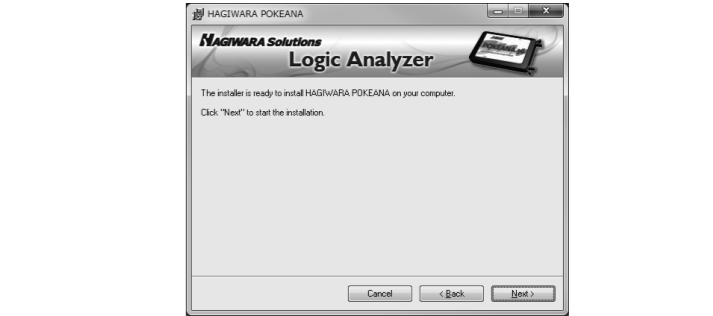 HAGIWARA POKEANA
HAGIWARA Solutions
Logic Analyzer
The installer is ready to install HAGIWARA POKEANA on your computer.
Click "Next" to start the installation.
Cancel
< Back
Next >